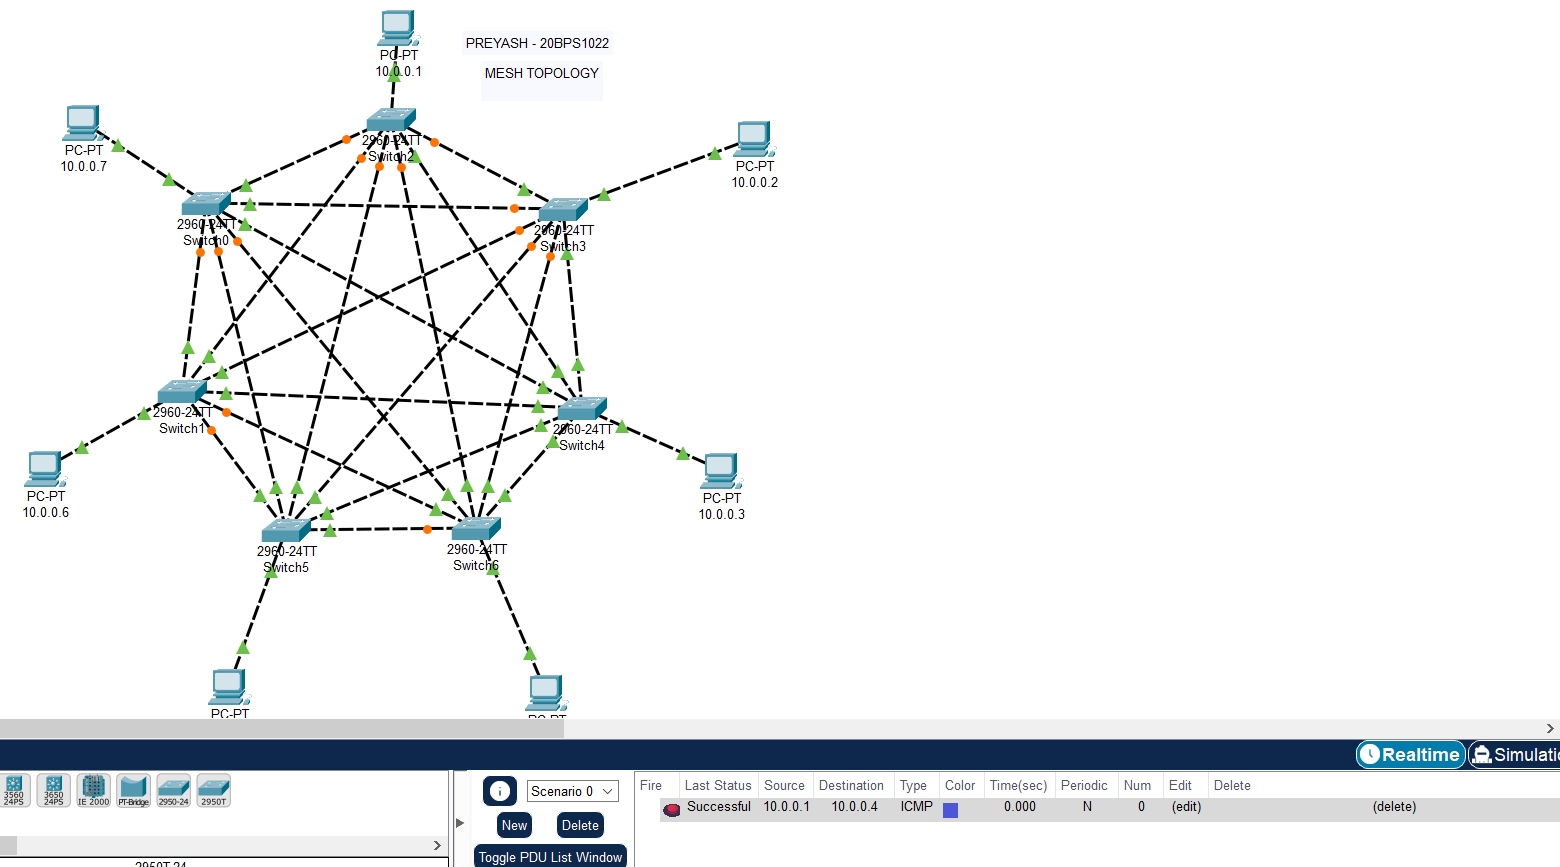 PC-PT
10.0.0.1
PREYASH - 20BPS1022
MESH TOPOLOGY
2960-24TT
Switch2
PC-PT
10.0.0.7
PC-PT
10.0.0.2
2960-24TT
Switch0
2960-24TT
Switch3
2960-24TT
Switch1
2960-24TT
Switch4
PC-PT
10.0.0.6
PC-PT
10.0.0.3
2960-24TT
Switch5
2960-24TT
Switch6
PC-PT
PC-PT
Realtime
Simulatio
3560
24PS
3650
24PS
IE 2000
PT-Bridge
2950-24
2950T
2950T-24
Scenario 0
New
Delete
Toggle PDU List Window
Fire Last Status Source Destination Type Color Time(sec) Periodic Num Edit Delete
Successful 10.0.0.1 10.0.0.4 ICMP 0.000 N 0 (edit) (delete)